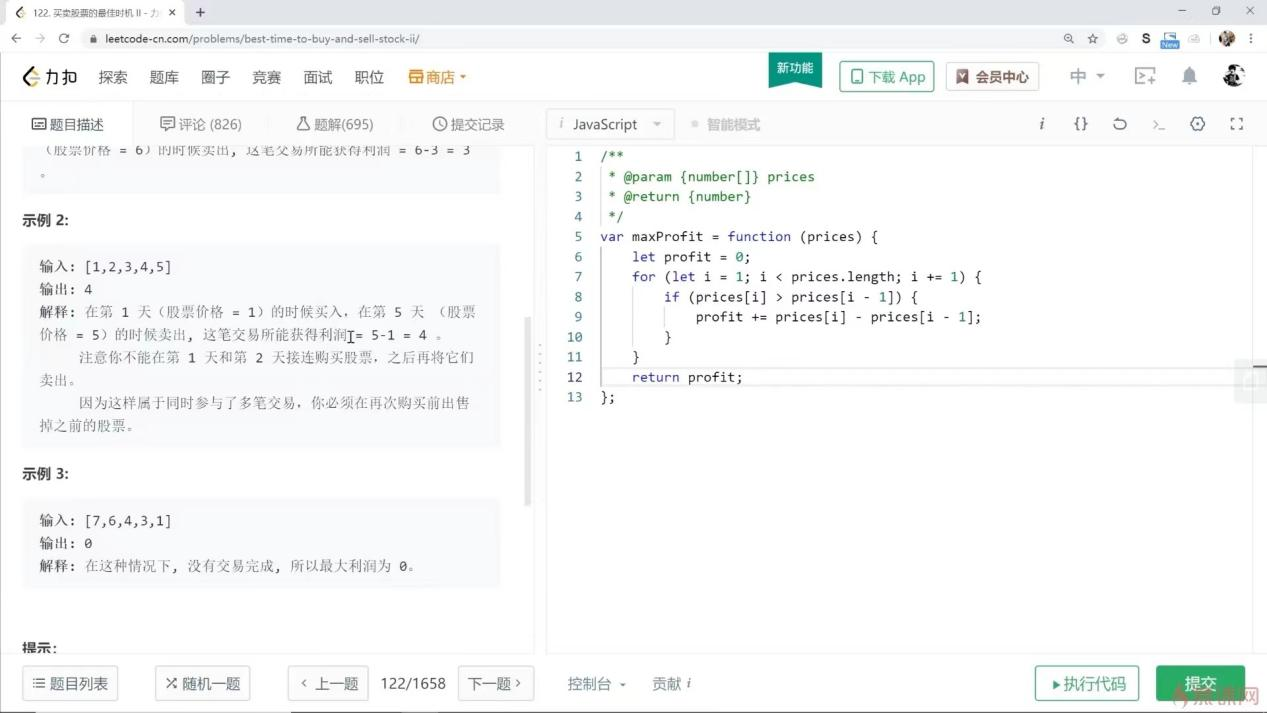 122. 买卖股票的最佳时机 II - 力
leetcode-cn.com/problems/best-time-to-buy-and-sell-stock-ii/
S
New
力扣 探索 题库 圈子 竞赛 面试 职位 商店 新功能 下载 App 会员中心 中
题目描述 评论 (826) 题解(695) 提交记录
i JavaScript 智能模式 i {} >_
（股票价格 = 6）的时候卖出, 这笔交易所能获得利润 = 6-3 = 3
。
示例 2:
输入: [1,2,3,4,5]
输出: 4
解释: 在第 1 天（股票价格 = 1）的时候买入，在第 5 天 （股票
价格 = 5）的时候卖出, 这笔交易所能获得利润 = 5-1 = 4 。
注意你不能在第 1 天和第 2 天接连购买股票，之后再将它们
卖出。
因为这样属于同时参与了多笔交易，你必须在再次购买前出售
掉之前的股票。
示例 3:
输入: [7,6,4,3,1]
输出: 0
解释: 在这种情况下, 没有交易完成, 所以最大利润为 0。
提示:
1 /**
2 * @param {number[]} prices
3 * @return {number}
4 */
5 var maxProfit = function (prices) {
6 let profit = 0;
7 for (let i = 1; i < prices.length; i += 1) {
8 if (prices[i] > prices[i - 1]) {
9 profit += prices[i] - prices[i - 1];
10 }
11 }
12 return profit;
13 };
题目列表 随机一题 上一题 122/1658 下一题 控制台 贡献 i 执行代码 提交
慕课网